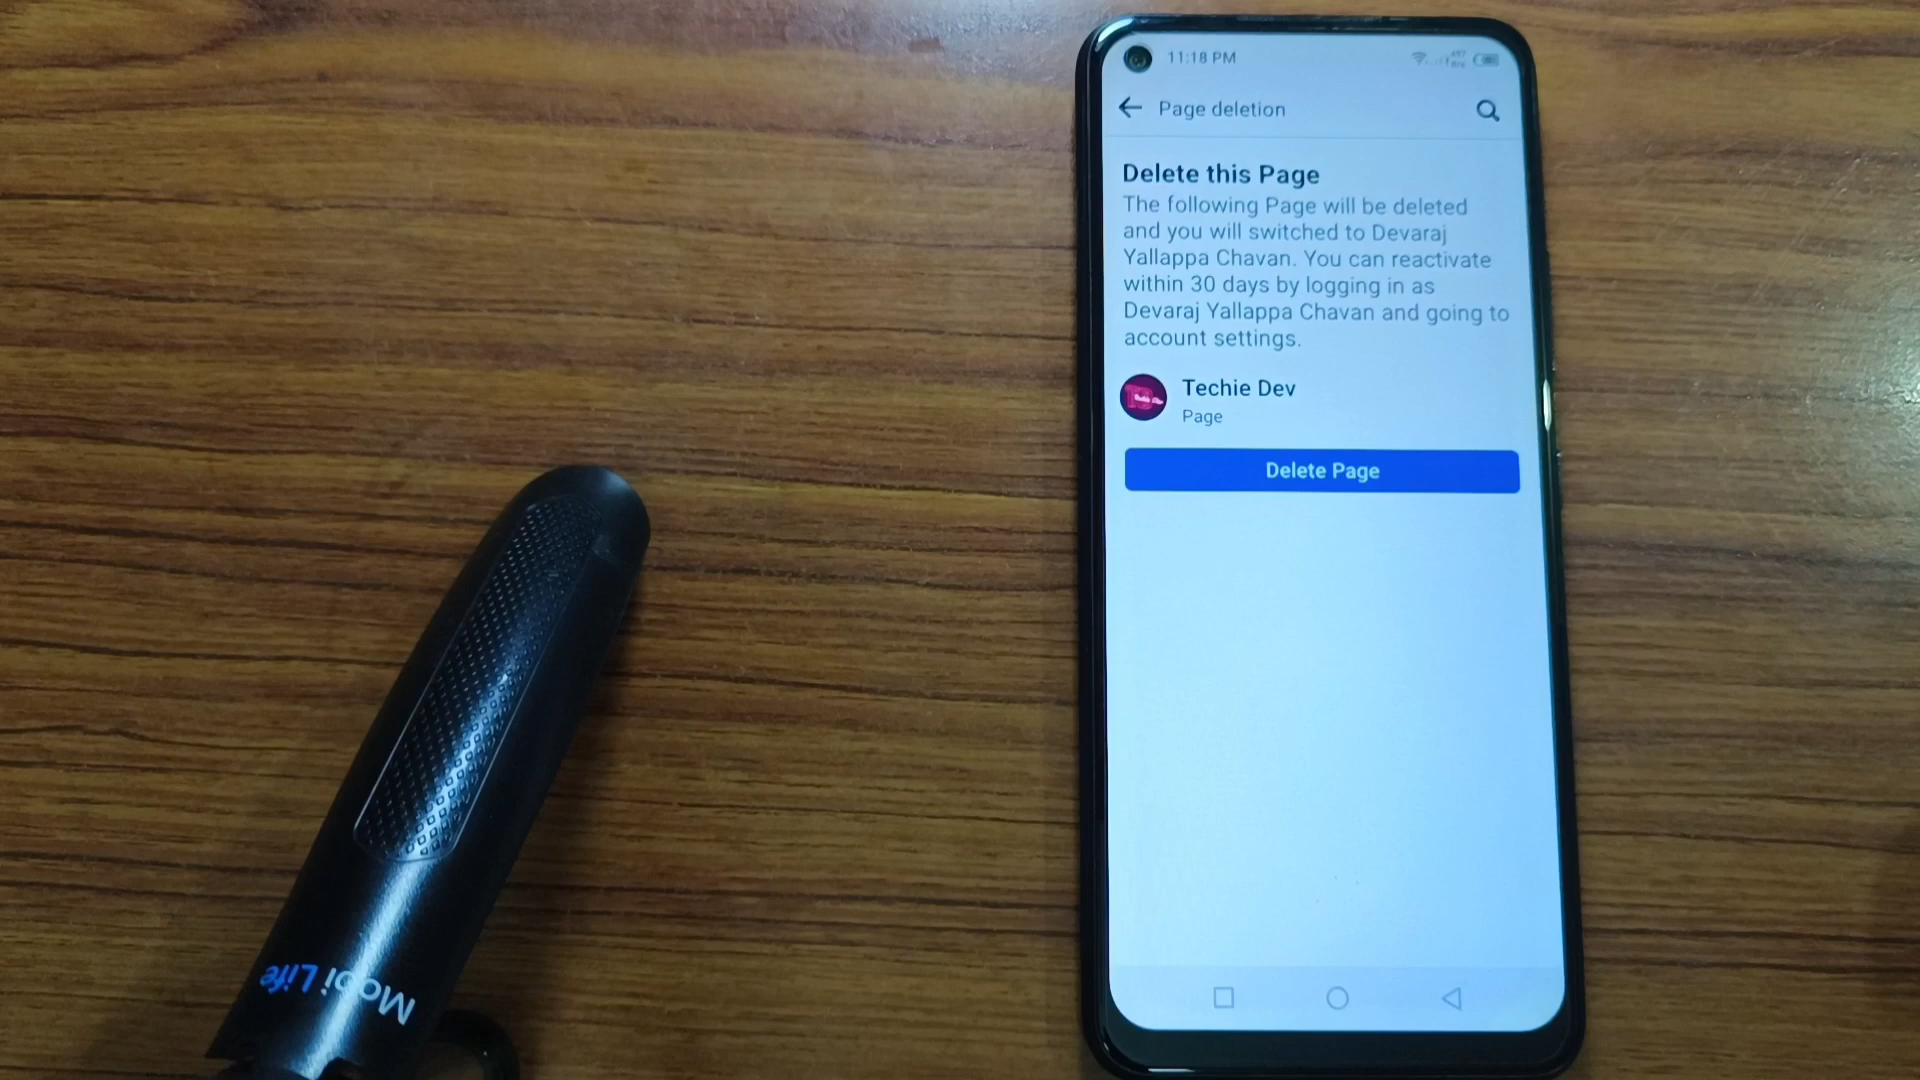 11:18 PM
Page deletion
Delete this Page
The following Page will be deleted
and you will switched to Devaraj
Yallappa Chavan. You can reactivate
within 30 days by logging in as
Devaraj Yallappa Chavan and going to
account settings.
Techie Dev
Page
Delete Page
Mobi Life